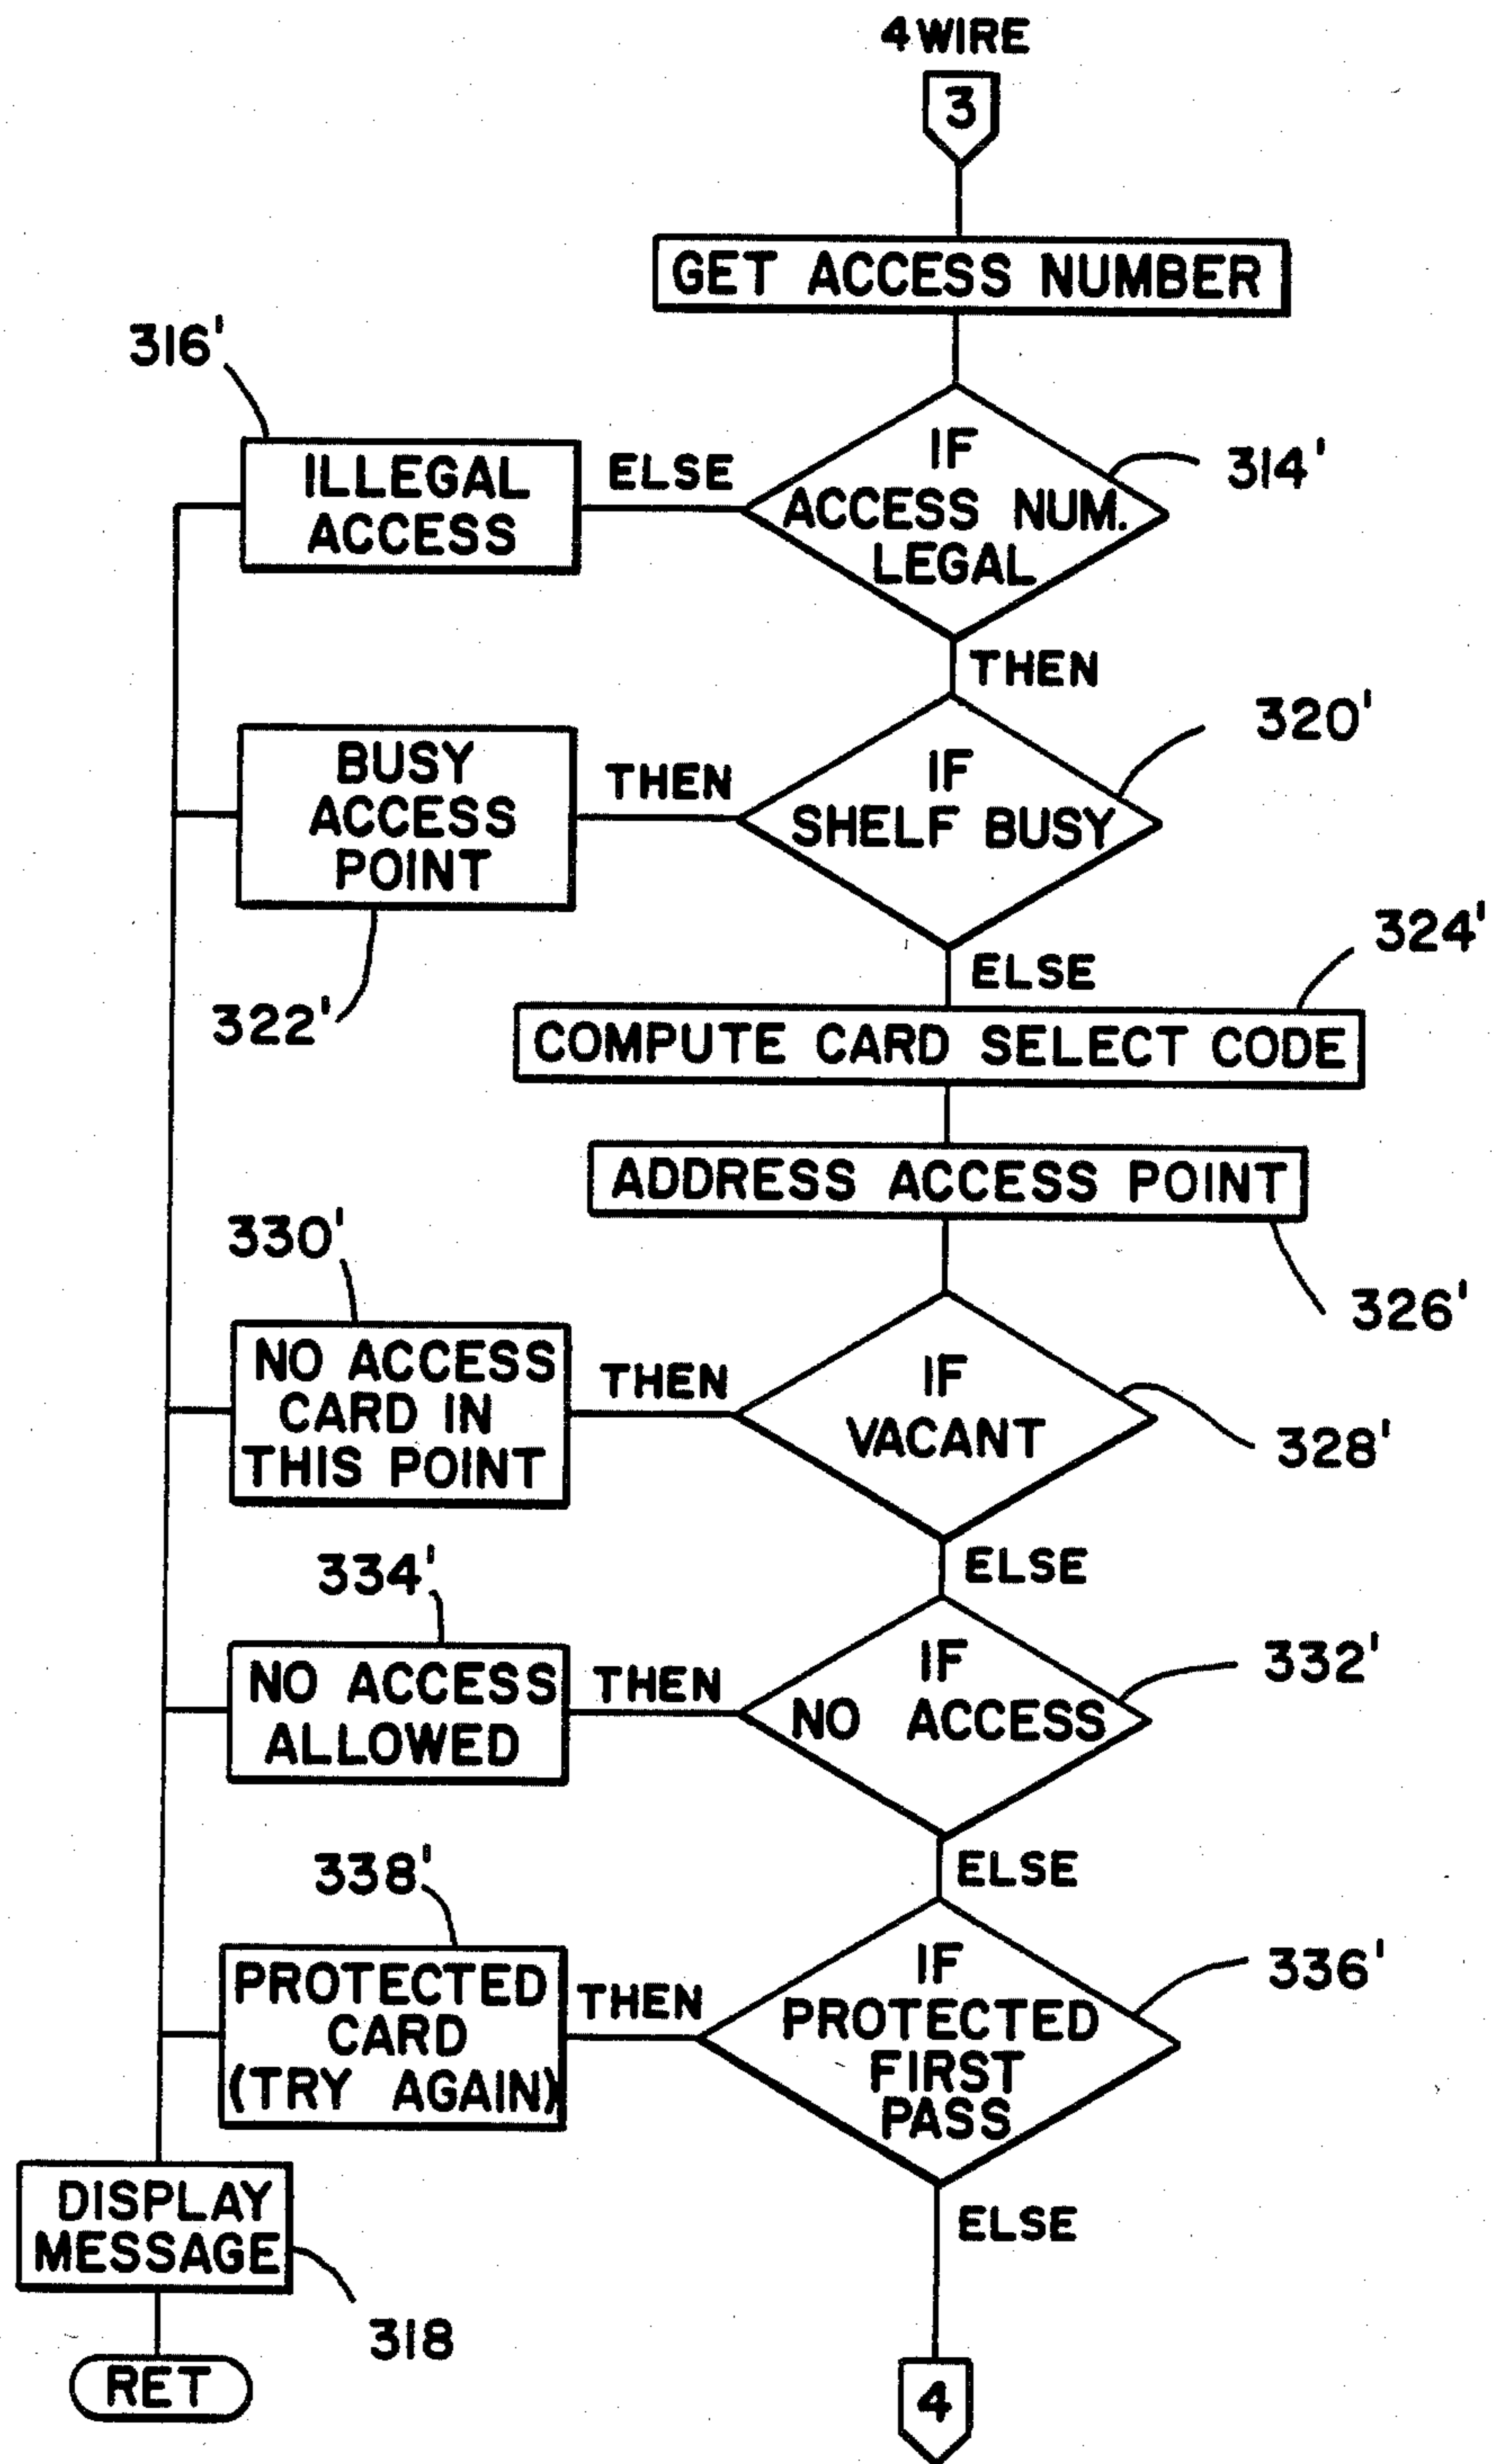 4 WIRE
3
GET ACCESS NUMBER
316'
IF
ACCESS NUM.
LEGAL
314'
ELSE
ILLEGAL
ACCESS
THEN
320'
IF
SHELF BUSY
THEN
BUSY
ACCESS
POINT
322'
ELSE
324'
COMPUTE CARD SELECT CODE
ADDRESS ACCESS POINT
326'
330'
IF
VACANT
328'
THEN
NO ACCESS
CARD IN
THIS POINT
ELSE
334'
IF
NO ACCESS
332'
THEN
NO ACCESS
ALLOWED
ELSE
338'
IF
PROTECTED
FIRST
PASS
336'
THEN
PROTECTED
CARD
(TRY AGAIN)
DISPLAY
MESSAGE
318
RET
ELSE
4